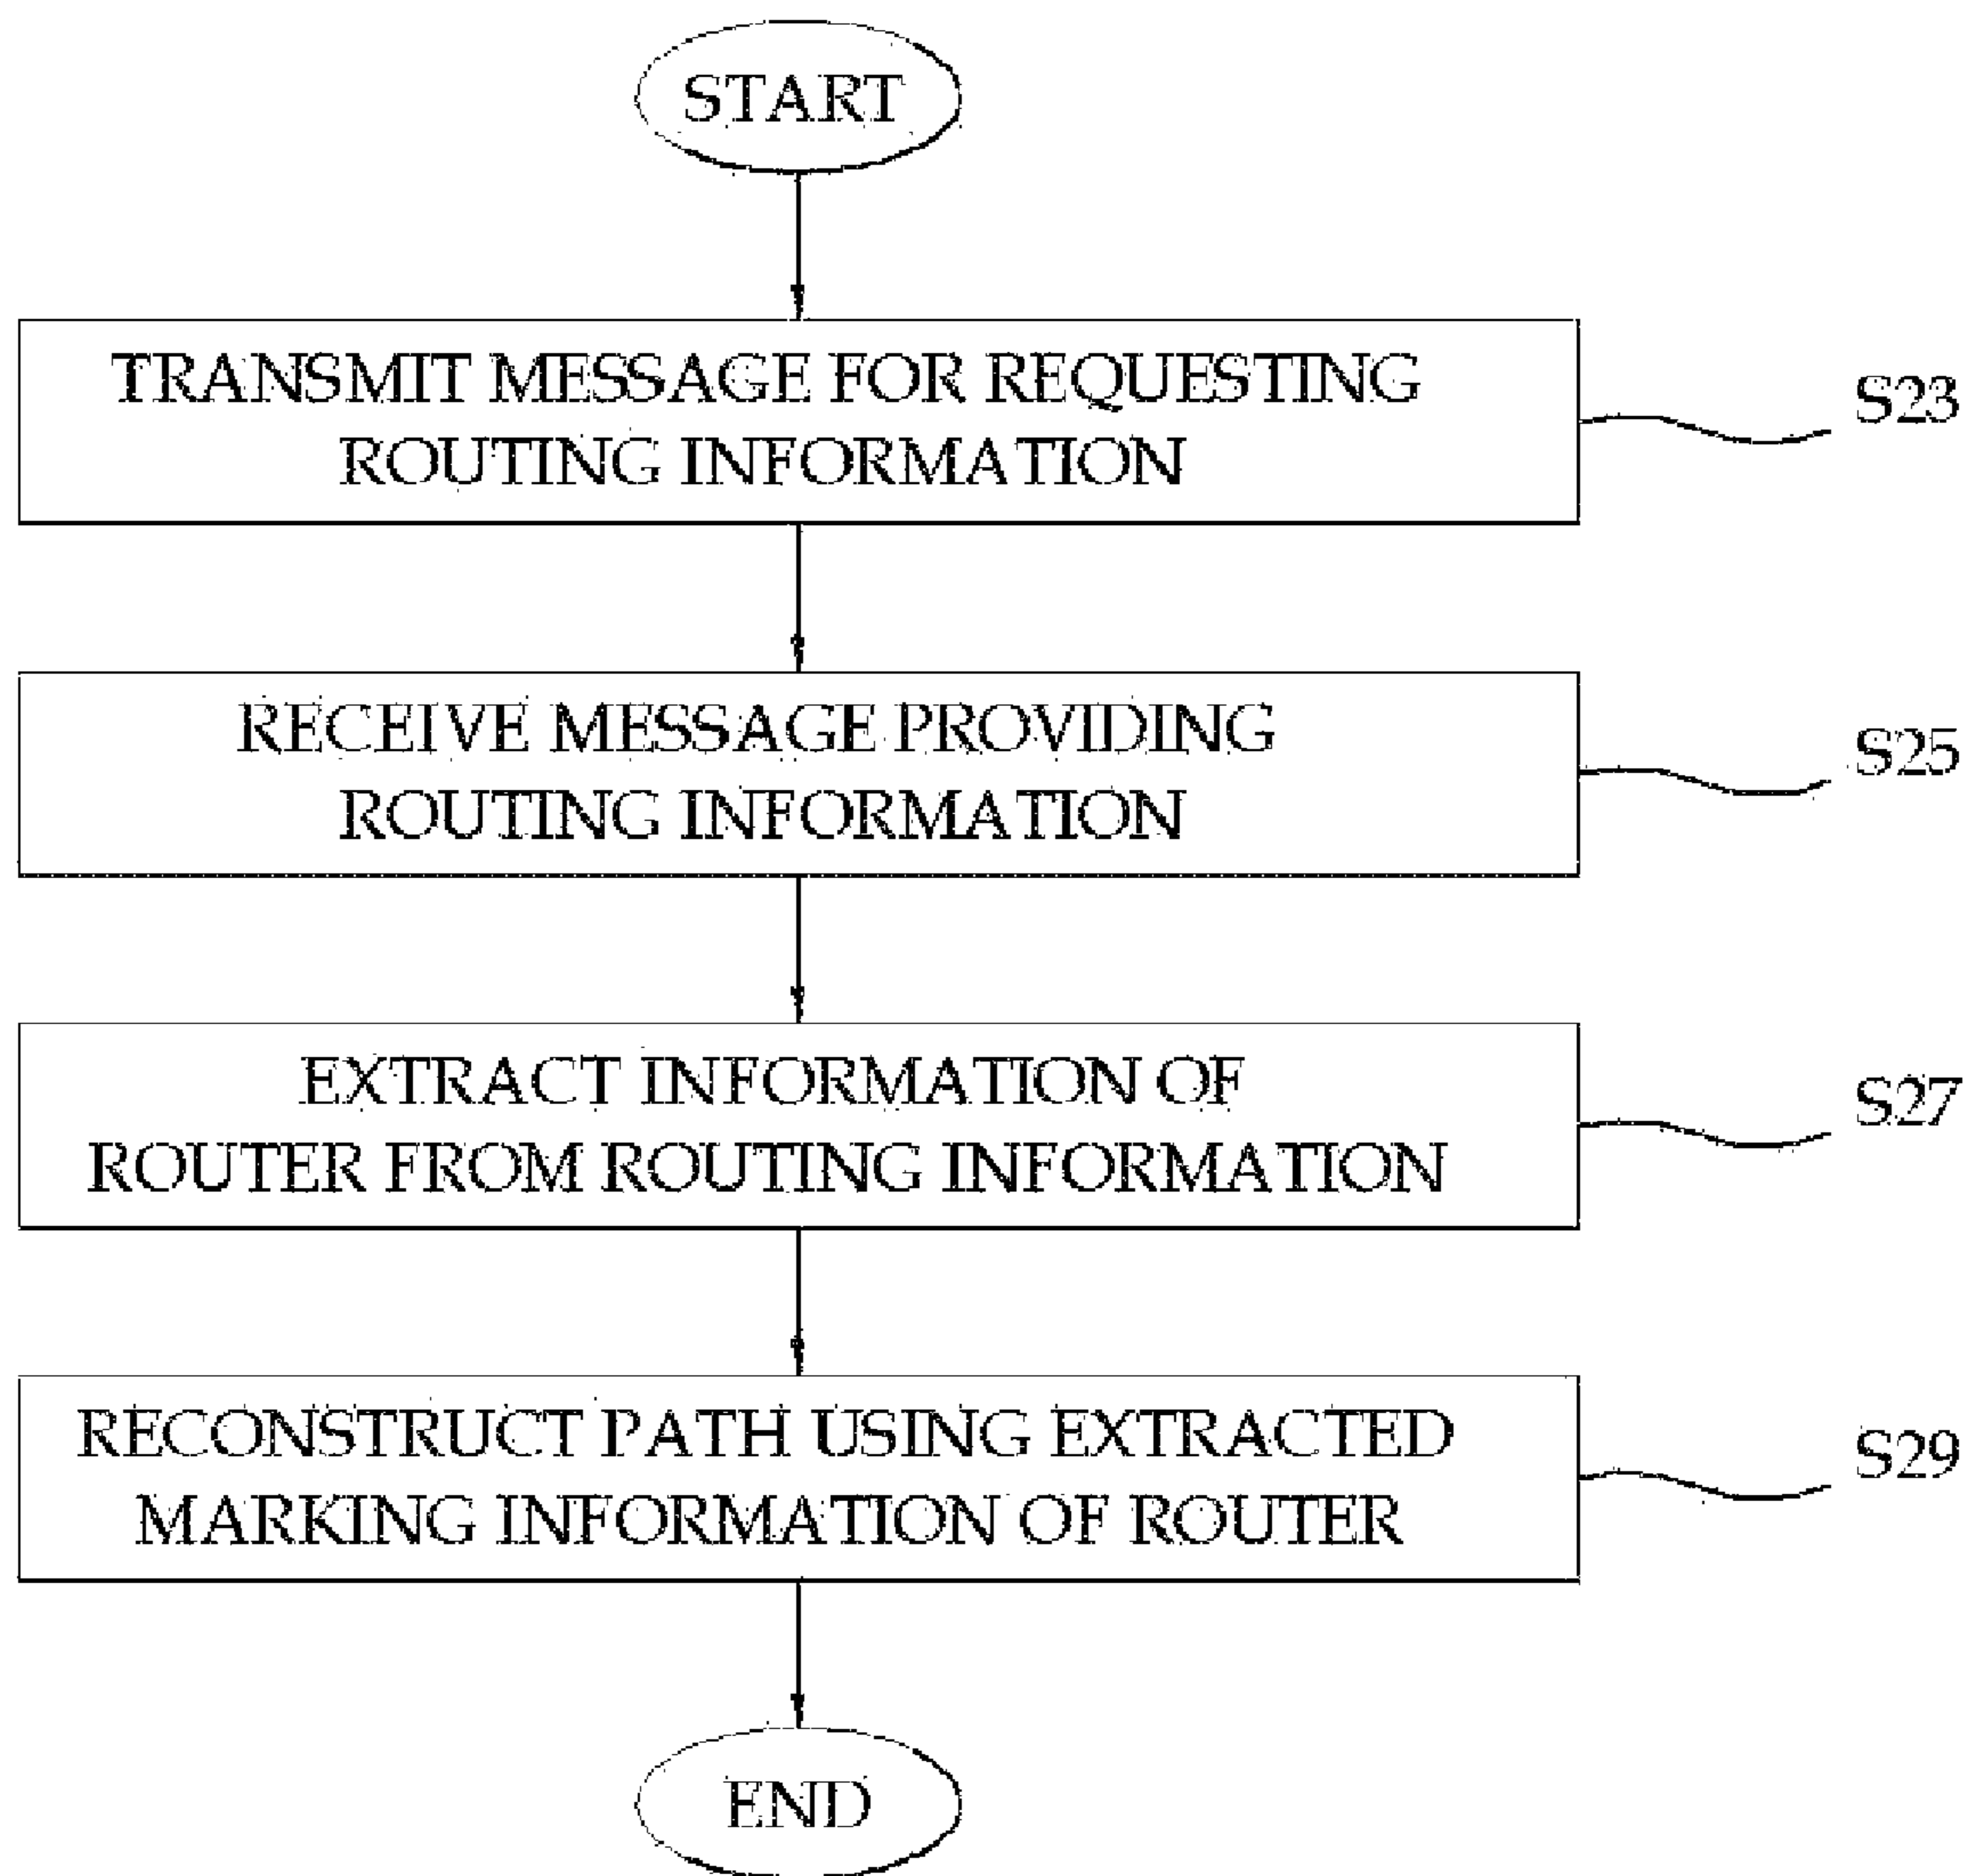 START
TRANSMIT MESSAGE FOR REQUESTING
ROUTING INFORMATION
S23
RECEIVE MESSAGE PROVIDING
ROUTING INFORMATION
S25
EXTRACT INFORMATION OF
ROUTER FROM ROUTING INFORMATION
S27
RECONSTRUCT PATH USING EXTRACTED
MARKING INFORMATION OF ROUTER
S29
END